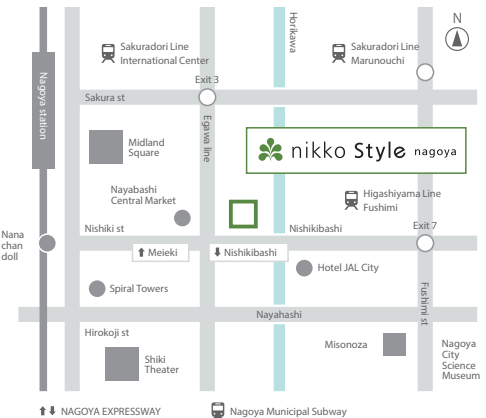 N
Horikawa
Sakuradori Line
International Center
Sakuradori Line
Marunouchi
Exit 3
Nagoya station
Sakura st
Egawa line
Midland
Square
nikko Style nagoya
Nayabashi
Central Market
Higashiyama Line
Fushimi
Nana
chan
doll
Nishiki st
Nishikibashi
Exit 7
Meieki
Nishikibashi
Hotel JAL City
Spiral Towers
Fushimi st
Nayahashi
Hirokoji st
Misonoza
Nagoya
City
Science
Museum
Shiki
Theater
NAGOYA EXPRESSWAY
Nagoya Municipal Subway